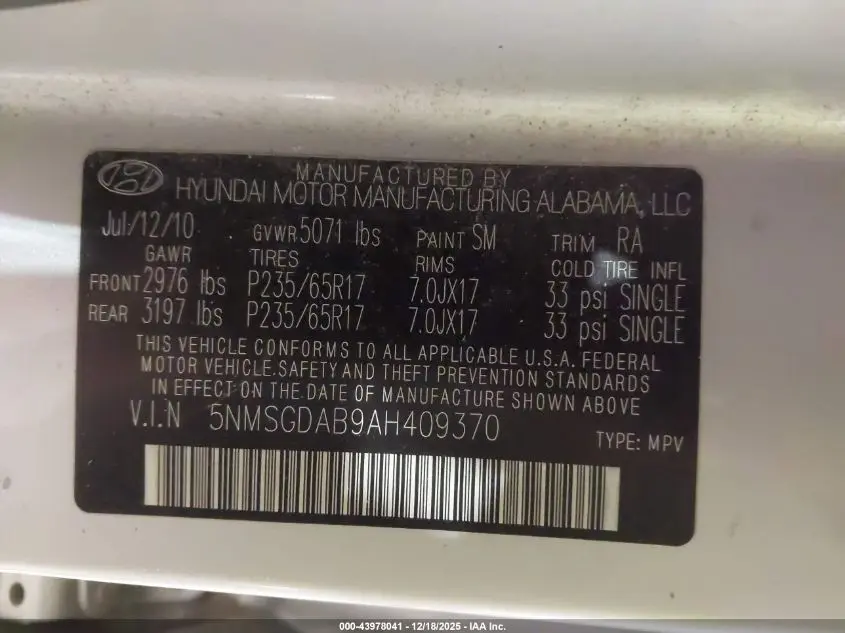 MANUFACTURED BY
HYUNDAI MOTOR MANUFACTURING ALABAMA, LLC
Jul/12/10 GVWR 5071 lbs PAINT SM TRIM RA
GAWR TIRES RIMS COLD TIRE INFL
FRONT 2976 lbs P235/65R17 7.0JX17 33 psi SINGLE
REAR 3197 lbs P235/65R17 7.0JX17 33 psi SINGLE
THIS VEHICLE CONFORMS TO ALL APPLICABLE U.S.A. FEDERAL
MOTOR VEHICLE SAFETY AND THEFT PREVENTION STANDARDS
IN EFFECT ON THE DATE OF MANUFACTURE SHOWN ABOVE
V.I.N 5NMSGDAB9AH409370
TYPE: MPV
000-43978041 - 12/18/2025 - IAA Inc.